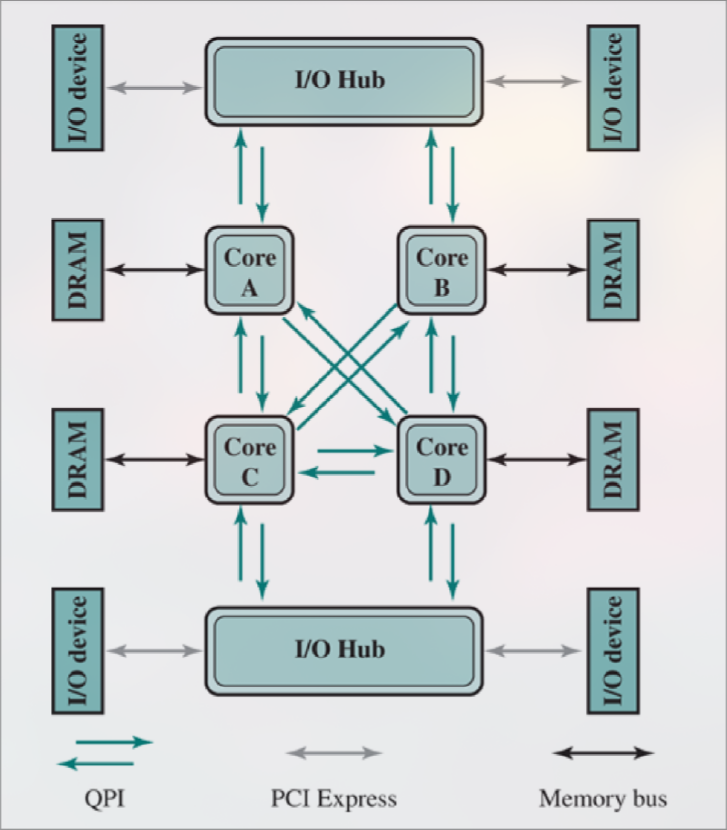 I/O device
I/O Hub
I/O device
DRAM
Core
A
Core
B
DRAM
DRAM
Core
C
Core
D
DRAM
I/O device
I/O Hub
I/O device
QPI
PCI Express
Memory bus